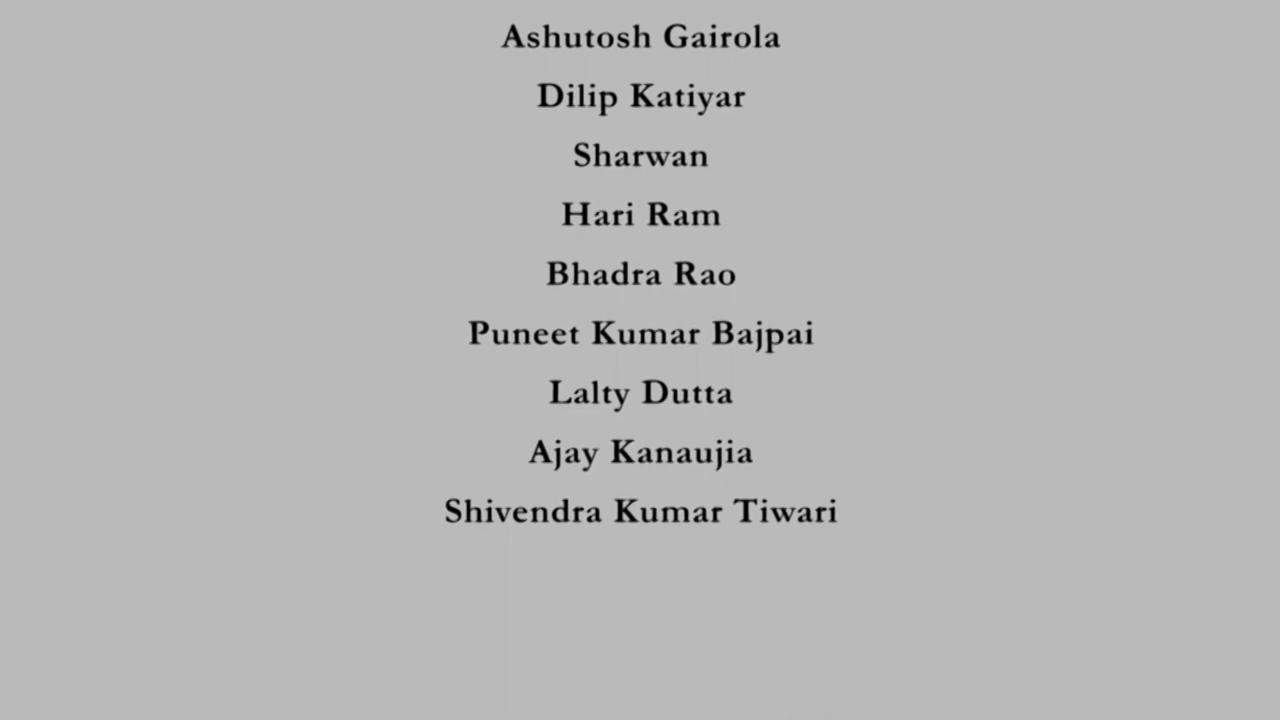 Ashutosh Gairola
Dilip Katiyar
Sharwan
Hari Ram
Bhadra Rao
Puneet Kumar Bajpai
Lalty Dutta
Ajay Kanaujia
Shivendra Kumar Tiwari